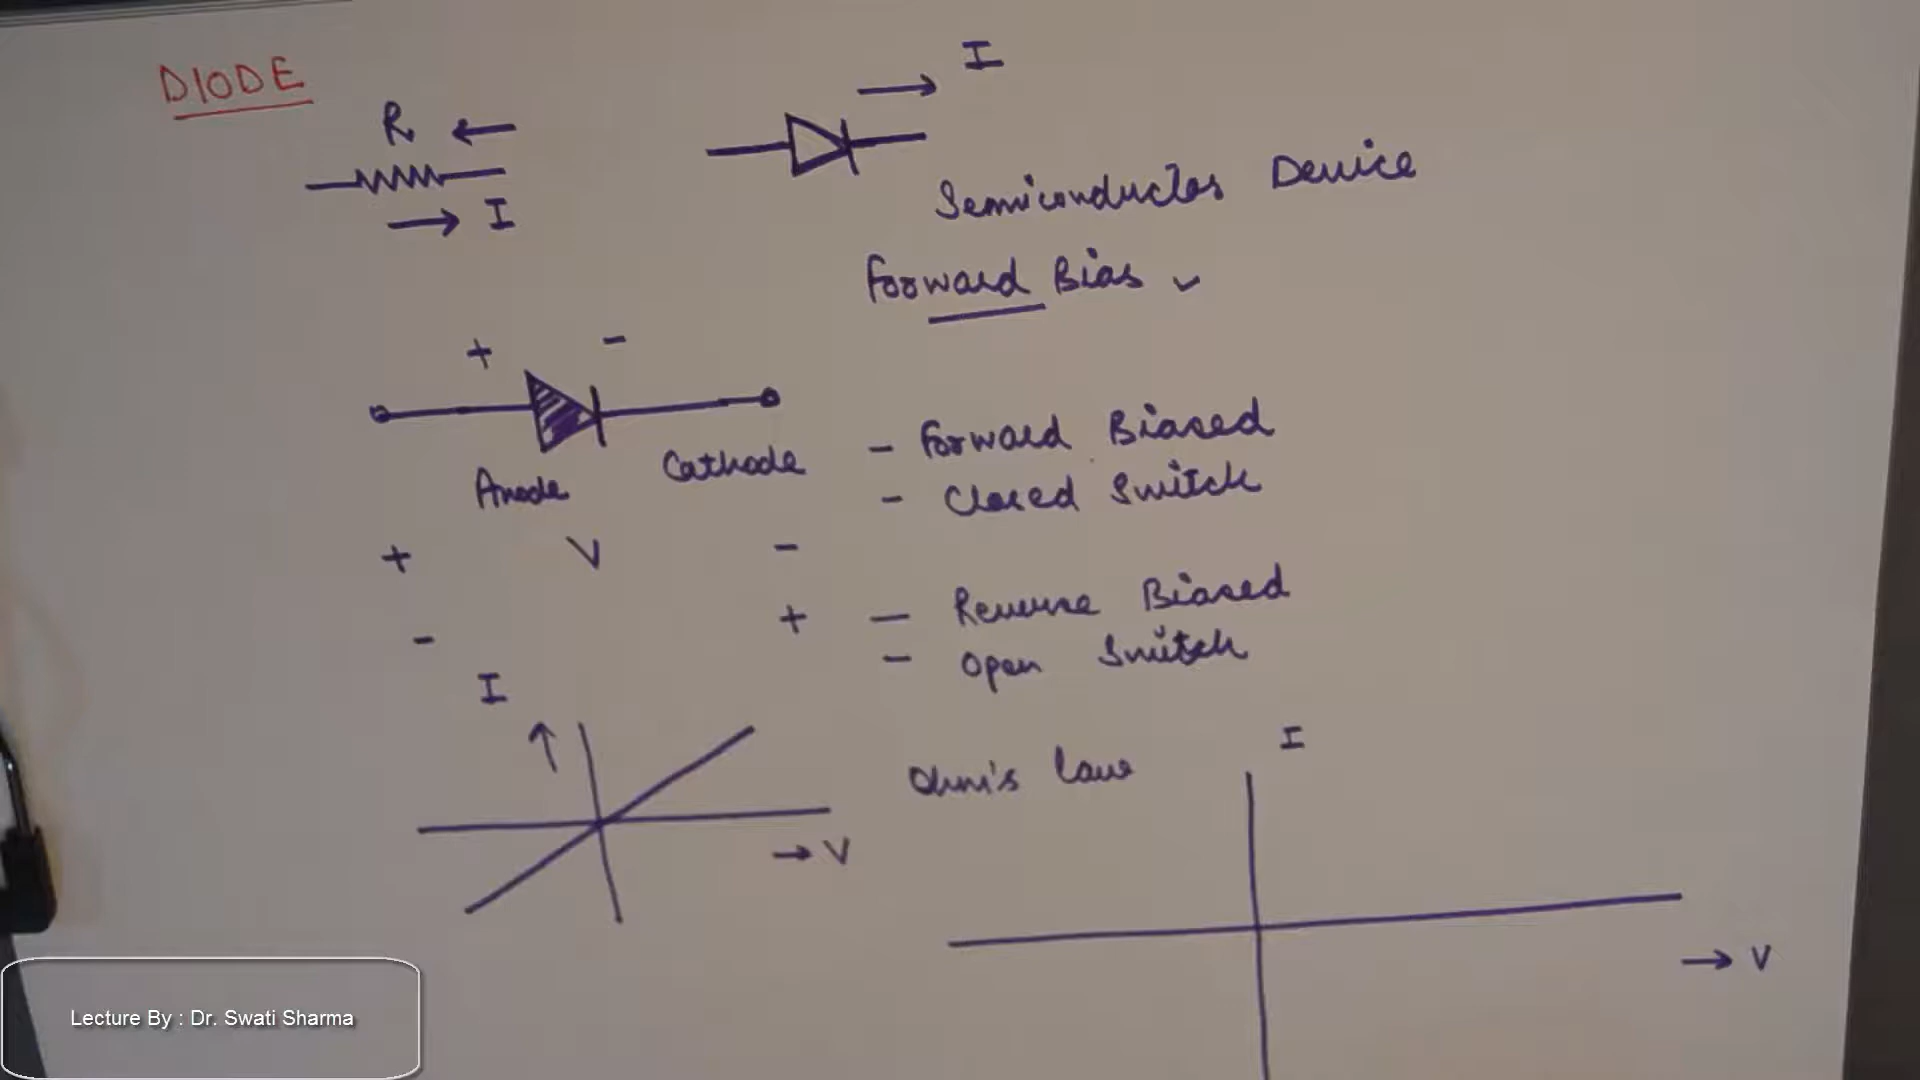 DIODE
R
I
I
Semiconductor Device
Forward Bias
+ -
Anode
Cathode
- Forward Biased
- Closed Switch
+ V -
- + - Reverse Biased
- Open Switch
I
V
Ohm's law
I
V
Lecture By : Dr. Swati Sharma